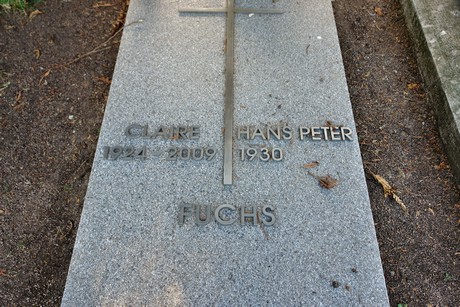 CLAIRE HANS PETER
1924 - 2009 1930
FUCHS